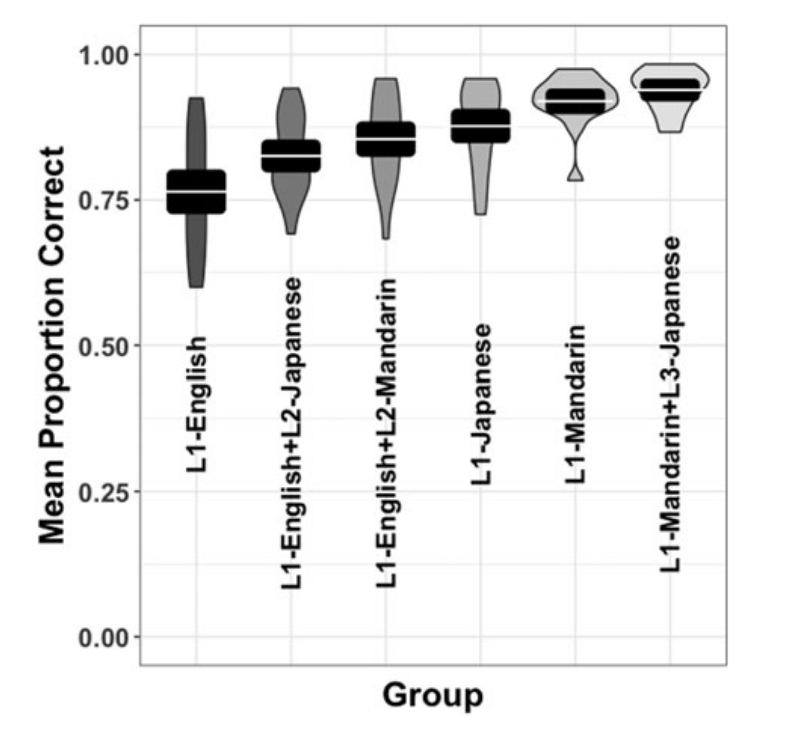 Mean Proportion Correct
1.00
0.75
0.50
0.25
0.00
L1-English
L1-English+L2-Japanese
L1-English+L2-Mandarin
L1-Japanese
L1-Mandarin
L1-Mandarin+L3-Japanese
Group